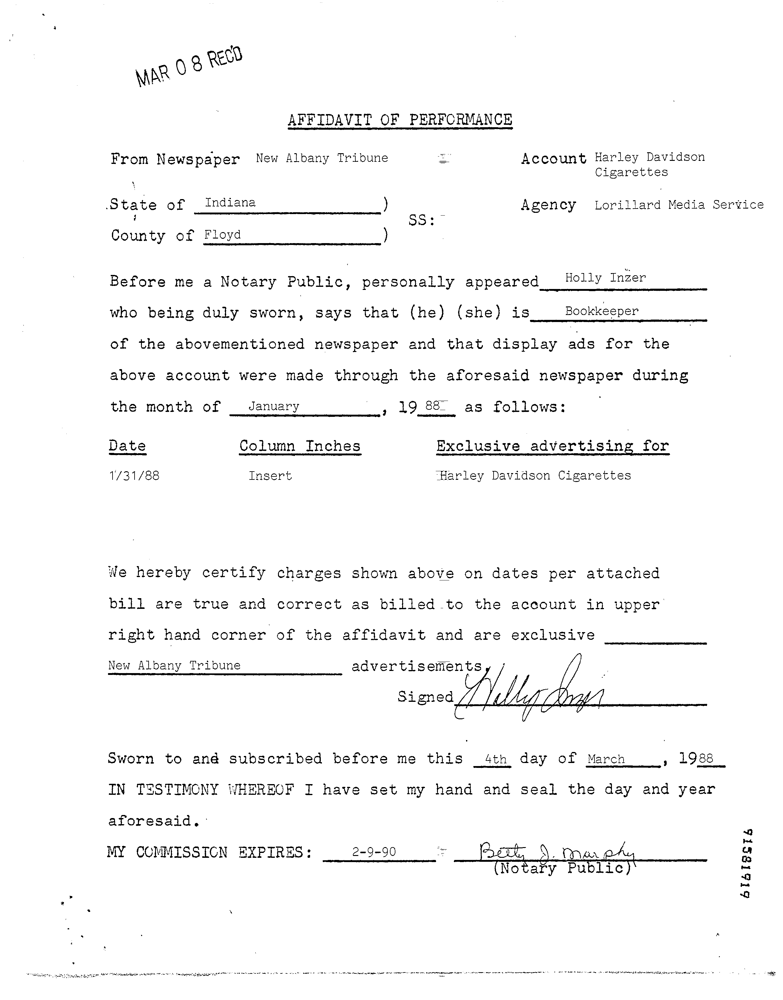 MAR 08 REC'D
AFFIDAVIT OF PERFORMANCE
From Newspaper New Albany Tribune Account Harley Davidson
Cigarettes
State of Indiana )
SS:
Agency Lorillard Media Service
County of Floyd )
Before me a Notary Public, personally appeared Holly Inzer
who being duly sworn, says that (he) (she) is Bookkeeper
of the abovementioned newspaper and that display ads for the
above account were made through the aforesaid newspaper during
the month of January , 19 88 as follows:
Date Column Inches Exclusive advertising for
1/31/88 Insert Harley Davidson Cigarettes
We hereby certify charges shown above on dates per attached
bill are true and correct as billed to the account in upper
right hand corner of the affidavit and are exclusive
New Albany Tribune advertisements,
Signed Holly Inzer
Sworn to and subscribed before me this 4th day of March , 1988
IN TESTIMONY WHEREOF I have set my hand and seal the day and year
aforesaid.
MY COMMISSION EXPIRES: 2-9-90 Betty J. Murphy
(Notary Public)
91581919